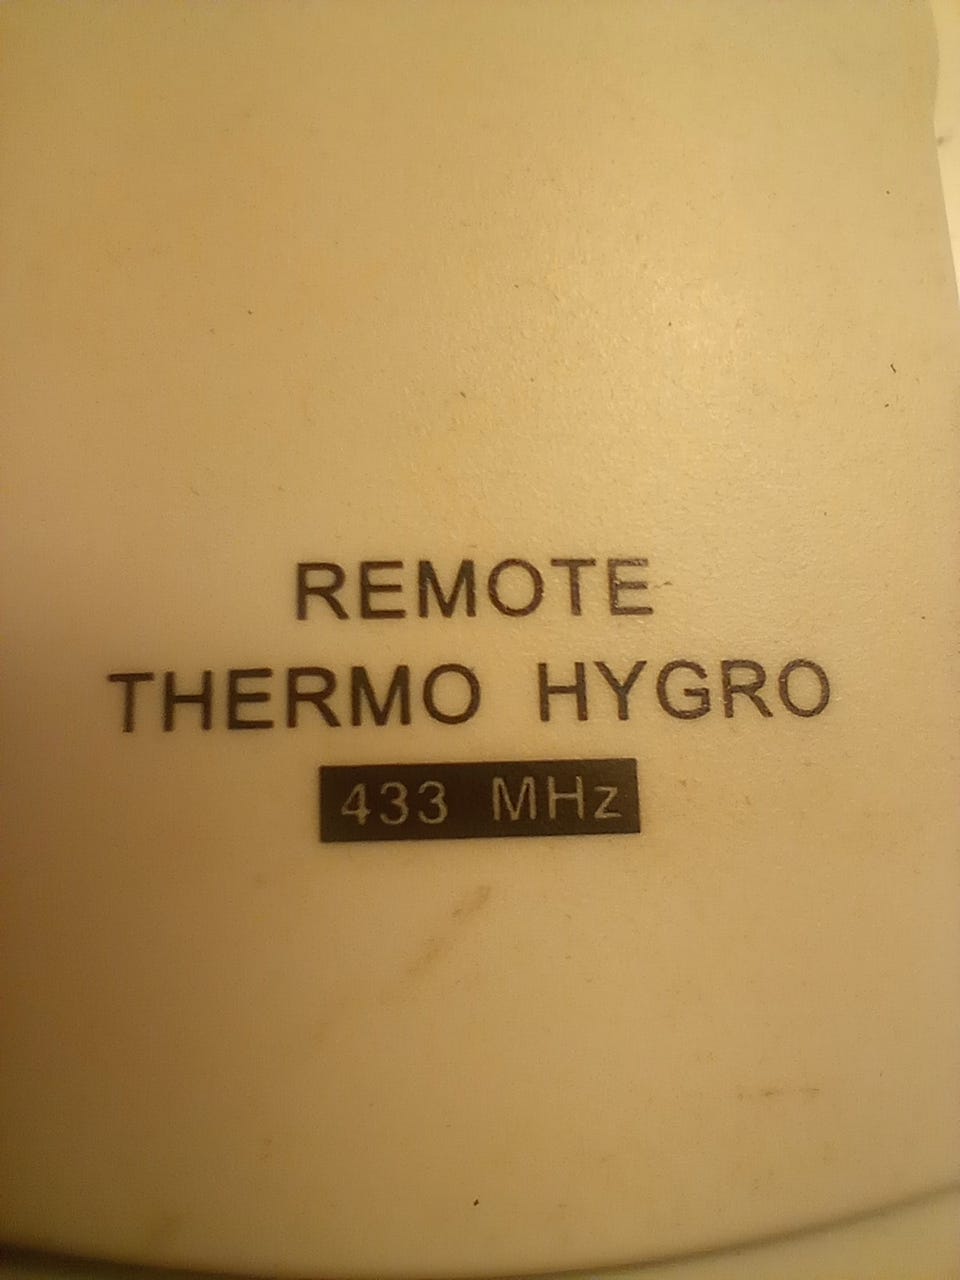 REMOTE
THERMO HYGRO
433 MHz